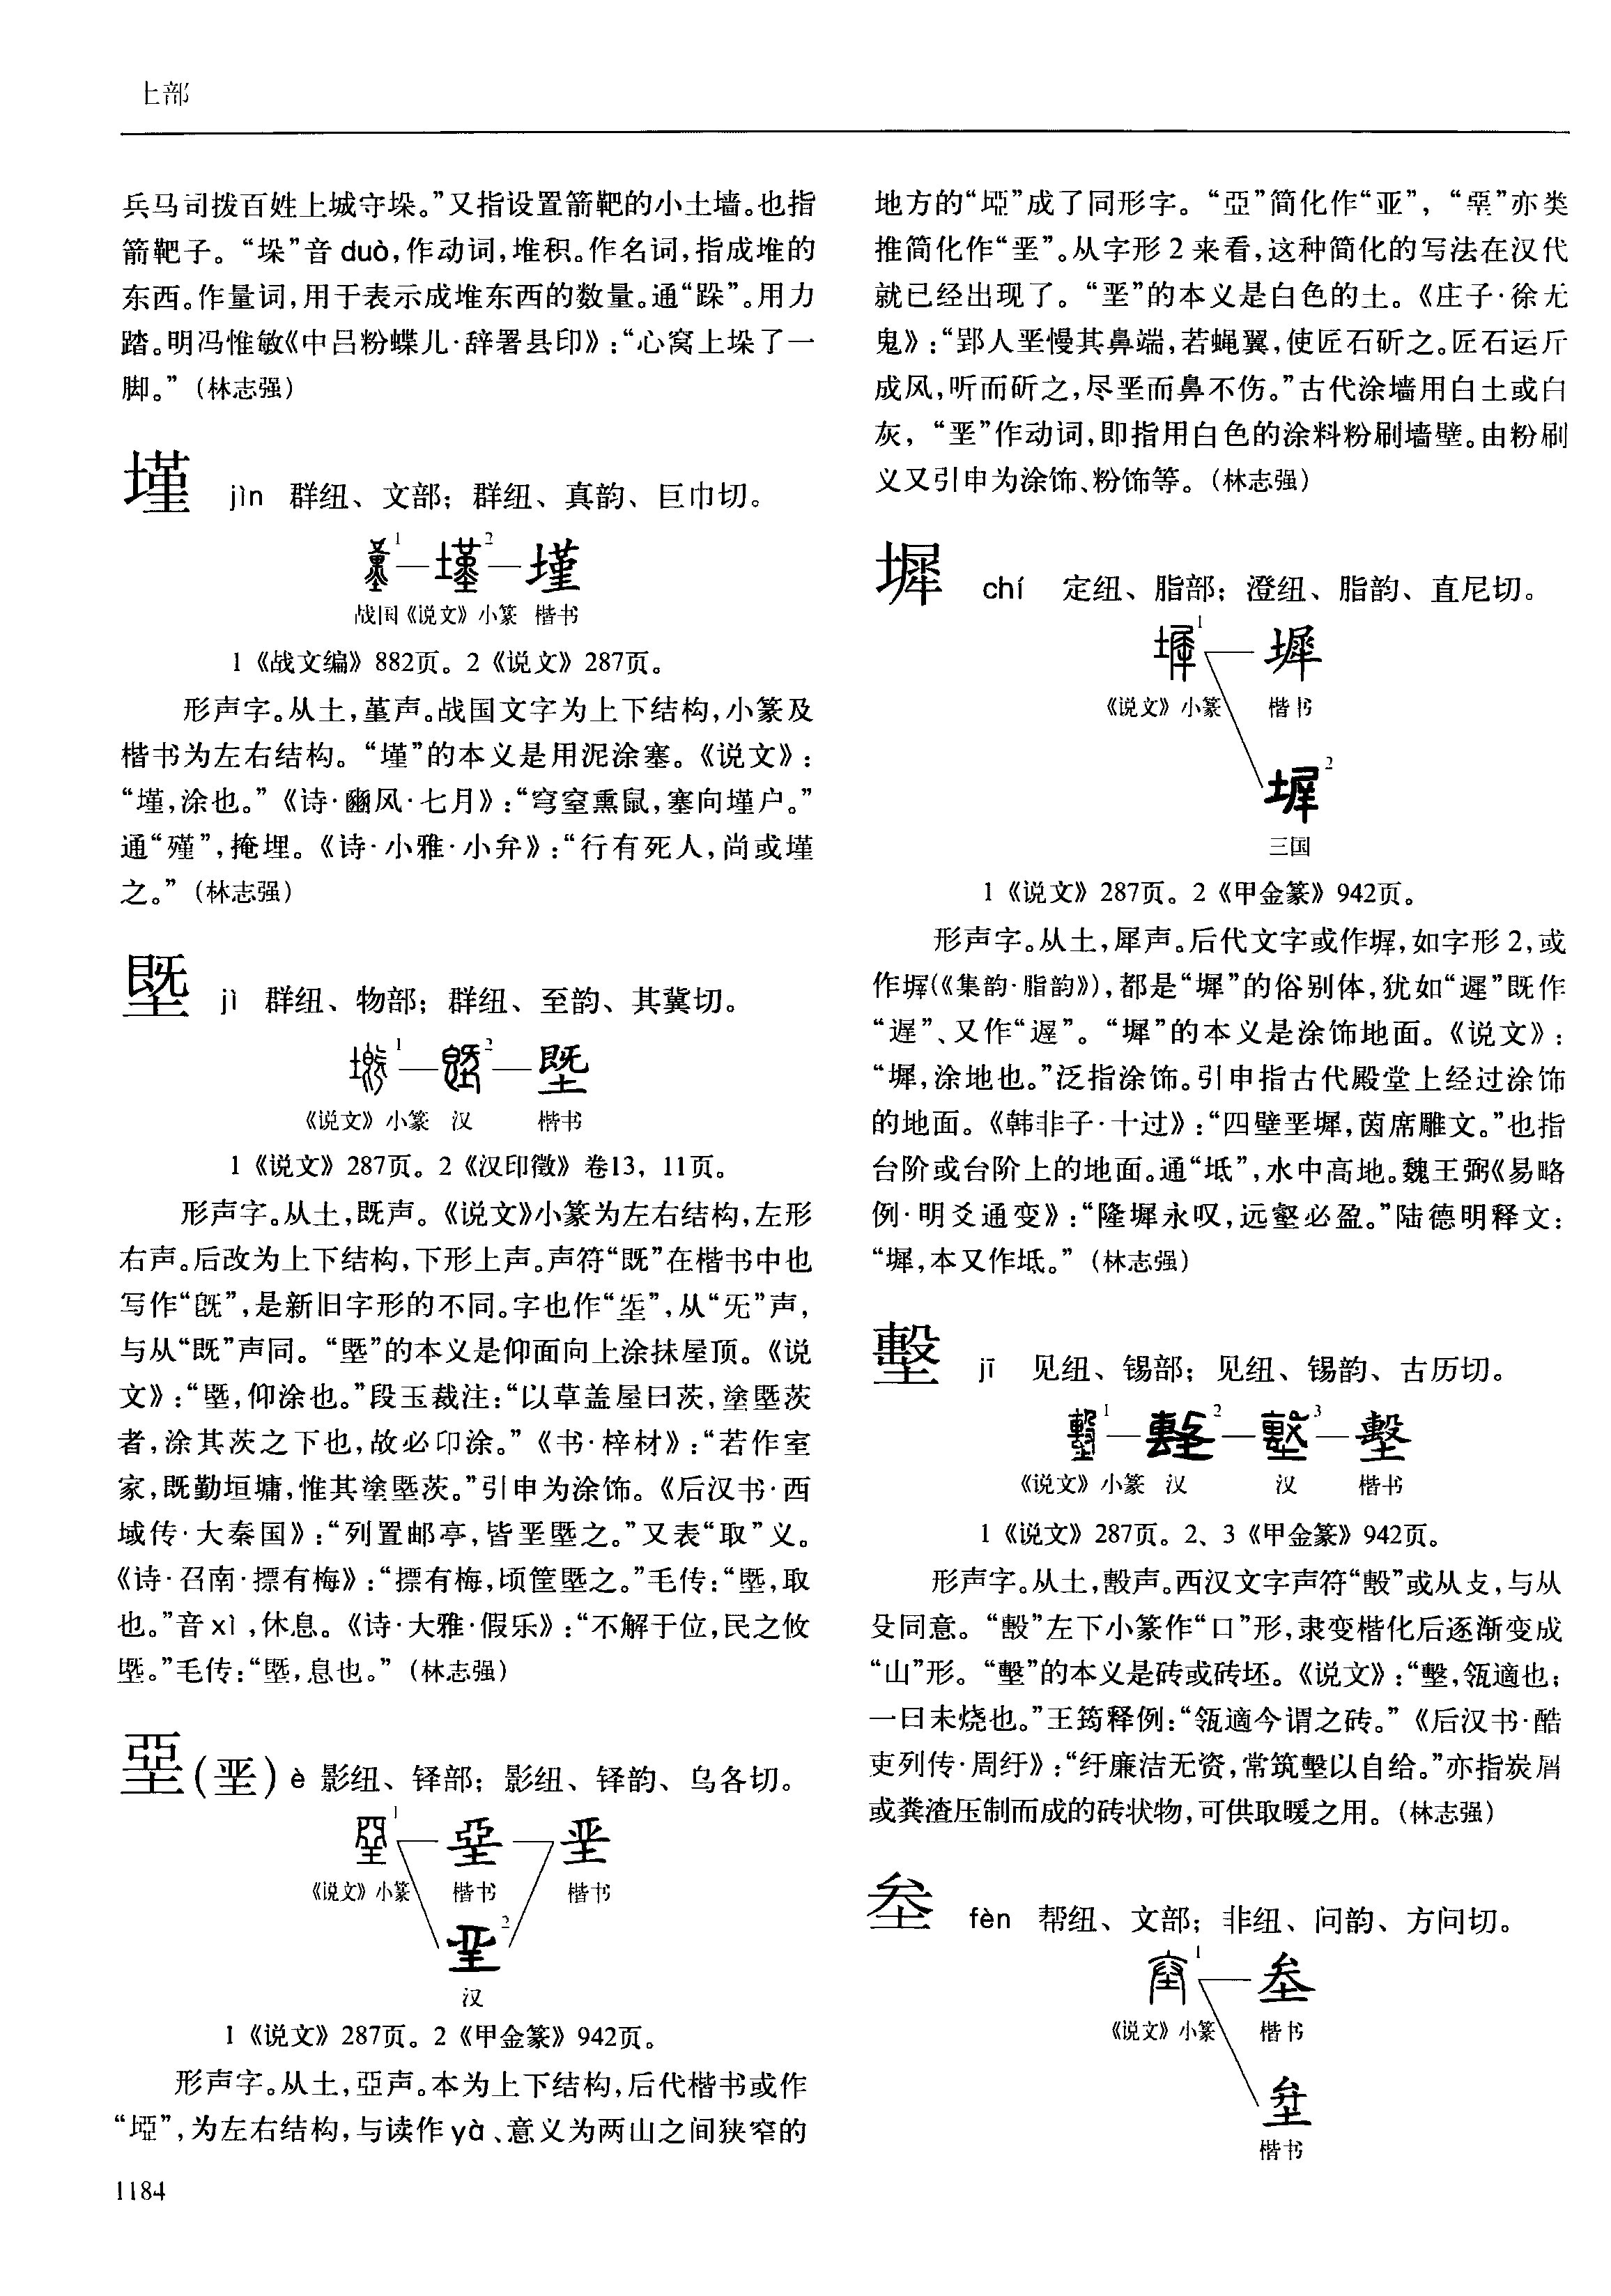 土部
兵马司拨百姓上城守垛。”又指设置箭靶的小土墙。也指
箭靶子。“垛”音 duò,作动词,堆积。作名词,指成堆的
东西。作量词,用于表示成堆东西的数量。通“跺”。用力
踏。明冯惟敏《中吕粉蝶儿·辞署县印》:“心窝上垛了一
脚。”(林志强)
墐 jìn 群纽、文部;群纽、真韵、巨巾切。
1—2—墐
战国《说文》小篆 楷书
1《战文编》882页。2《说文》287页。
形声字。从土,堇声。战国文字为上下结构,小篆及
楷书为左右结构。“墐”的本义是用泥涂塞。《说文》:
“墐,涂也。”《诗·豳风·七月》:“穹窒熏鼠,塞向墐户。”
通“殣”,掩埋。《诗·小雅·小弁》:“行有死人,尚或墐
之。”(林志强)
塈 jì 群纽、物部;群纽、至韵、其冀切。
1—2—塈
《说文》小篆 汉 楷书
1《说文》287页。2《汉印徵》卷13,11页。
形声字。从土,既声。《说文》小篆为左右结构,左形
右声。后改为上下结构,下形上声。声符“既”在楷书中也
写作“旣”,是新旧字形的不同。字也作“𡊉”,从“旡”声,
与从“既”声同。“塈”的本义是仰面向上涂抹屋顶。《说
文》:“塈,仰涂也。”段玉裁注:“以草盖屋曰茨,塗塈茨
者,涂其茨之下也,故必卬涂。”《书·梓材》:“若作室
家,既勤垣墉,惟其塗塈茨。”引申为涂饰。《后汉书·西
域传·大秦国》:“列置邮亭,皆垩塈之。”又表“取”义。
《诗·召南·摽有梅》:“摽有梅,顷筐塈之。”毛传:“塈,取
也。”音 xì,休息。《诗·大雅·假乐》:“不解于位,民之攸
塈。”毛传:“塈,息也。”(林志强)
堊(垩) è 影纽、铎部;影纽、铎韵、乌各切。
1 堊 垩
《说文》小篆 楷书 楷书
2
汉
1《说文》287页。2《甲金篆》942页。
形声字。从土,亞声。本为上下结构,后代楷书或作
“埡”,为左右结构,与读作 yà、意义为两山之间狭窄的
地方的“埡”成了同形字。“亞”简化作“亚”,“堊”亦类
推简化作“垩”。从字形 2 来看,这种简化的写法在汉代
就已经出现了。“垩”的本义是白色的土。《庄子·徐无
鬼》:“郢人垩慢其鼻端,若蝇翼,使匠石斫之。匠石运斤
成风,听而斫之,尽垩而鼻不伤。”古代涂墙用白土或白
灰,“垩”作动词,即指用白色的涂料粉刷墙壁。由粉刷
义又引申为涂饰、粉饰等。(林志强)
墀 chí 定纽、脂部;澄纽、脂韵、直尼切。
1 墀
《说文》小篆 楷书
2
三国
1《说文》287页。2《甲金篆》942页。
形声字。从土,犀声。后代文字或作,如字形 2,或
作(《集韵·脂韵》),都是“墀”的俗别体,犹如“遲”既作
“”、又作“”。“墀”的本义是涂饰地面。《说文》:
“墀,涂地也。”泛指涂饰。引申指古代殿堂上经过涂饰
的地面。《韩非子·十过》:“四壁垩墀,茵席雕文。”也指
台阶或台阶上的地面。通“坻”,水中高地。魏王弼《易略
例·明爻通变》:“隆墀永叹,远壑必盈。”陆德明释文:
“墀,本又作坻。”(林志强)
墼 jī 见纽、锡部;见纽、锡韵、古历切。
1—2—3—墼
《说文》小篆 汉 汉 楷书
1《说文》287页。2、3《甲金篆》942页。
形声字。从土,毄声。西汉文字声符“毄”或从攴,与从
殳同意。“毄”左下小篆作“口”形,隶变楷化后逐渐变成
“山”形。“墼”的本义是砖或砖坯。《说文》:“墼,瓴適也;
一曰未烧也。”王筠释例:“瓴適今谓之砖。”《后汉书·酷
吏列传·周纡》:“纡廉洁无资,常筑墼以自给。”亦指炭屑
或粪渣压制而成的砖状物,可供取暖之用。(林志强)
坌 fèn 帮纽、文部;非纽、问韵、方问切。
1
《说文》小篆 楷书
楷书
1184